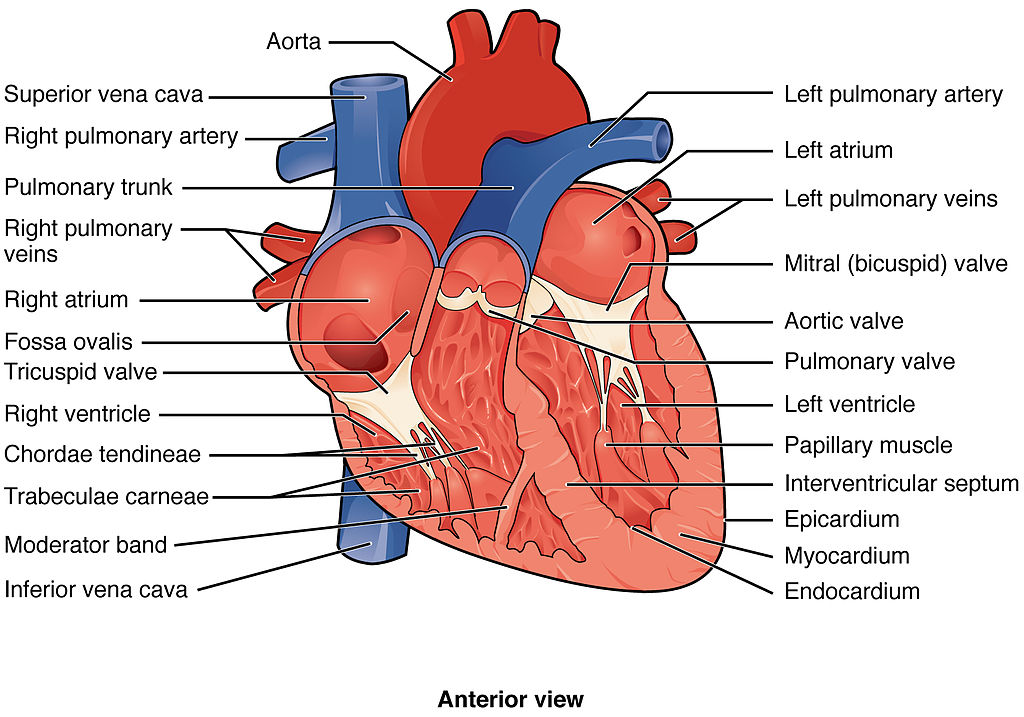 Aorta
Superior vena cava
Right pulmonary artery
Pulmonary trunk
Right pulmonary
veins
Right atrium
Fossa ovalis
Tricuspid valve
Right ventricle
Chordae tendineae
Trabeculae carneae
Moderator band
Inferior vena cava
Left pulmonary artery
Left atrium
Left pulmonary veins
Mitral (bicuspid) valve
Aortic valve
Pulmonary valve
Left ventricle
Papillary muscle
Interventricular septum
Epicardium
Myocardium
Endocardium
Anterior view